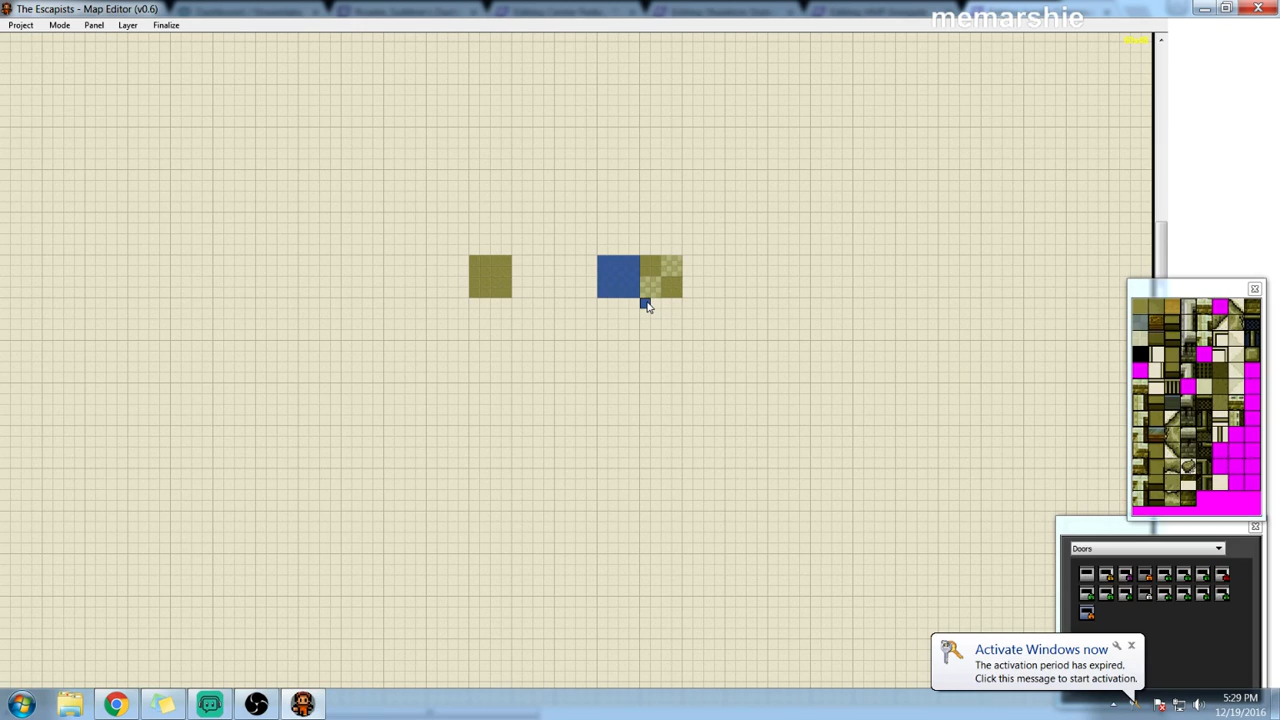 The Escapists - Map Editor (v0.6)
memarshie
Project Mode Panel Layer Finalize
Doors
Activate Windows now
The activation period has expired.
Click this message to start activation.
5:29 PM
12/19/2016